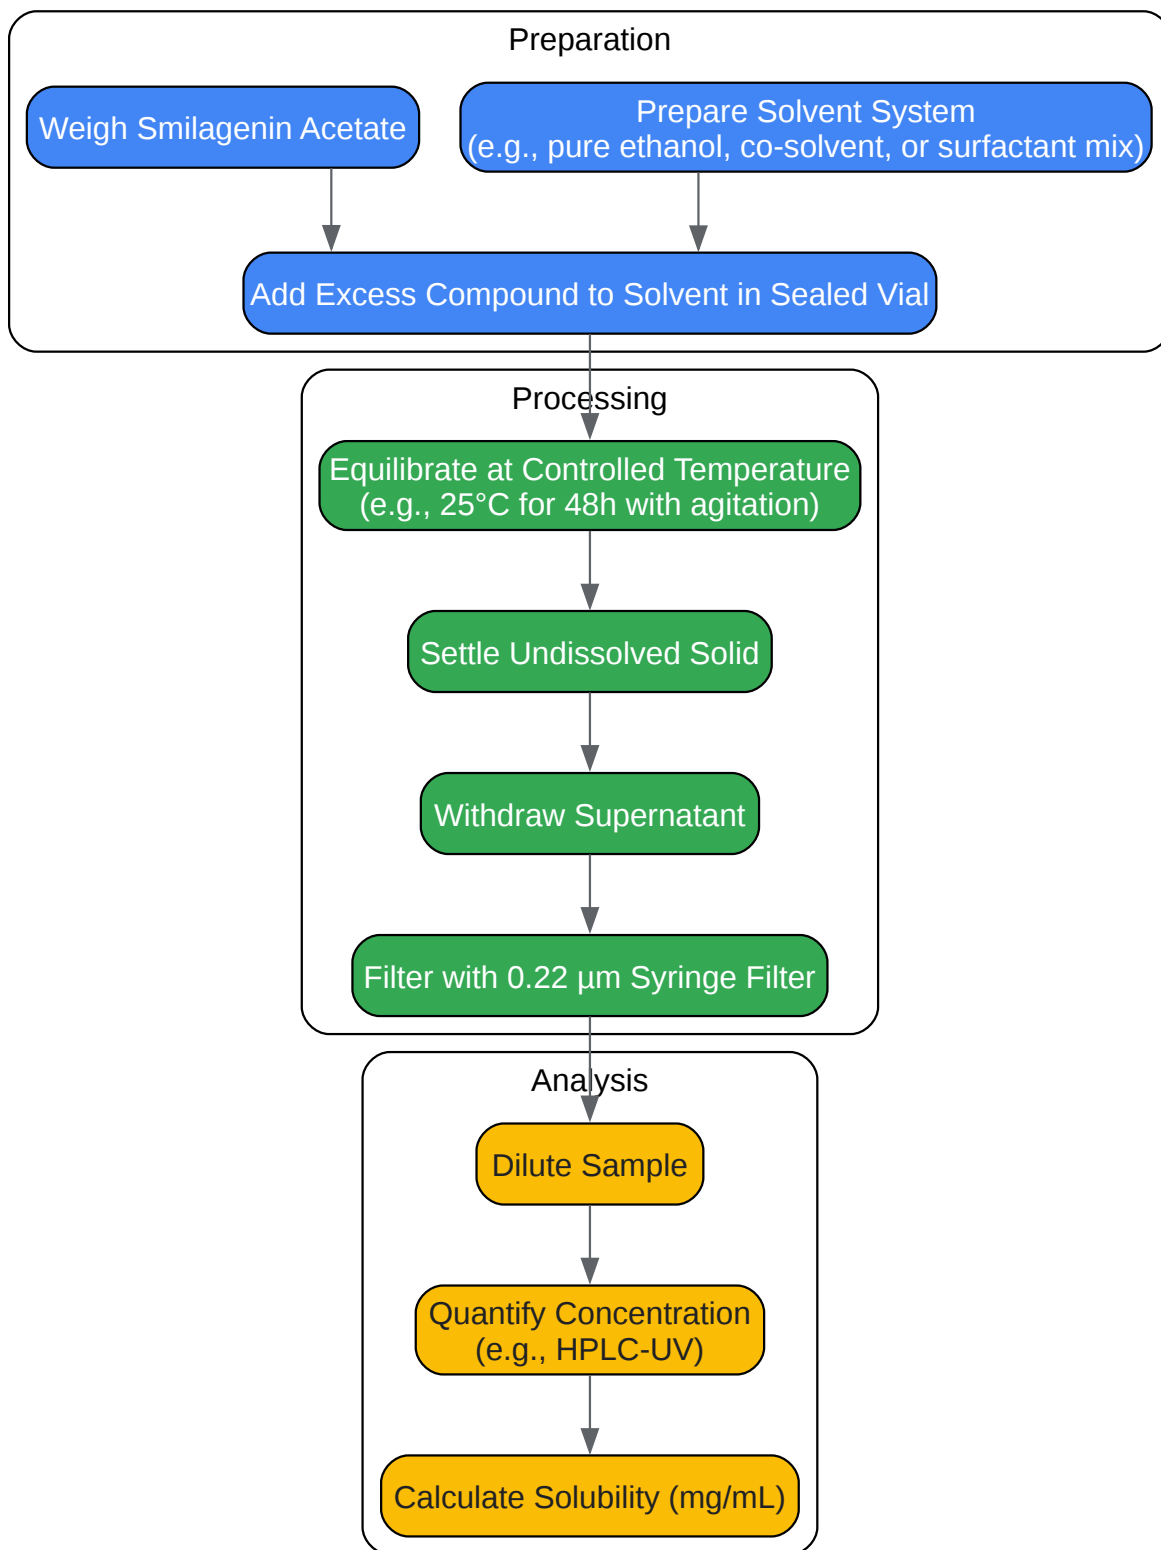 Preparation
Weigh Smilagenin Acetate
Prepare Solvent System
(e.g., pure ethanol, co-solvent, or surfactant mix)
Add Excess Compound to Solvent in Sealed Vial
Processing
Equilibrate at Controlled Temperature
(e.g., 25°C for 48h with agitation)
Settle Undissolved Solid
Withdraw Supernatant
Filter with 0.22 µm Syringe Filter
Analysis
Dilute Sample
Quantify Concentration
(e.g., HPLC-UV)
Calculate Solubility (mg/mL)